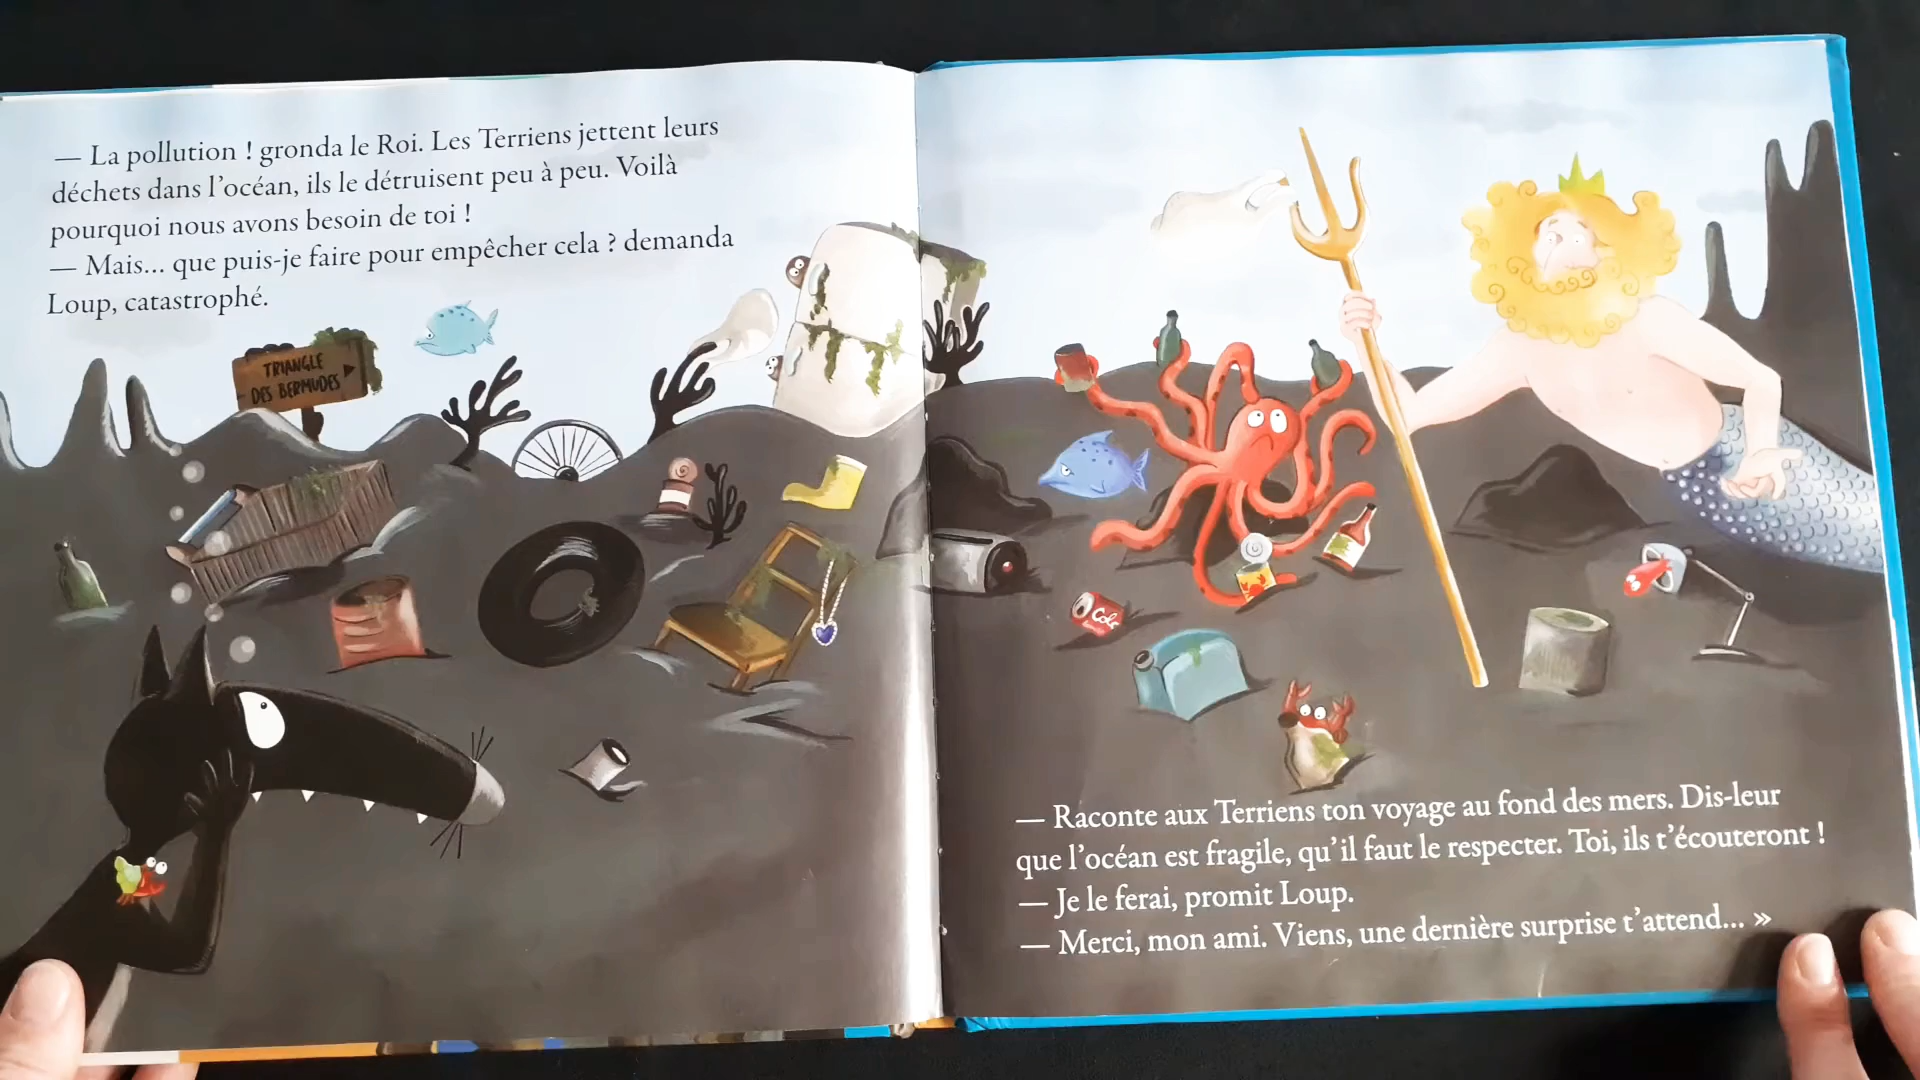 — La pollution ! gronda le Roi. Les Terriens jettent leurs
déchets dans l'océan, ils le détruisent peu à peu. Voilà
pourquoi nous avons besoin de toi !
— Mais... que puis-je faire pour empêcher cela ? demanda
Loup, catastrophé.
TRIANGLE
DES BERMUDES
Cola
— Raconte aux Terriens ton voyage au fond des mers. Dis-leur
que l'océan est fragile, qu'il faut le respecter. Toi, ils t'écouteront !
— Je le ferai, promit Loup.
— Merci, mon ami. Viens, une dernière surprise t'attend... »